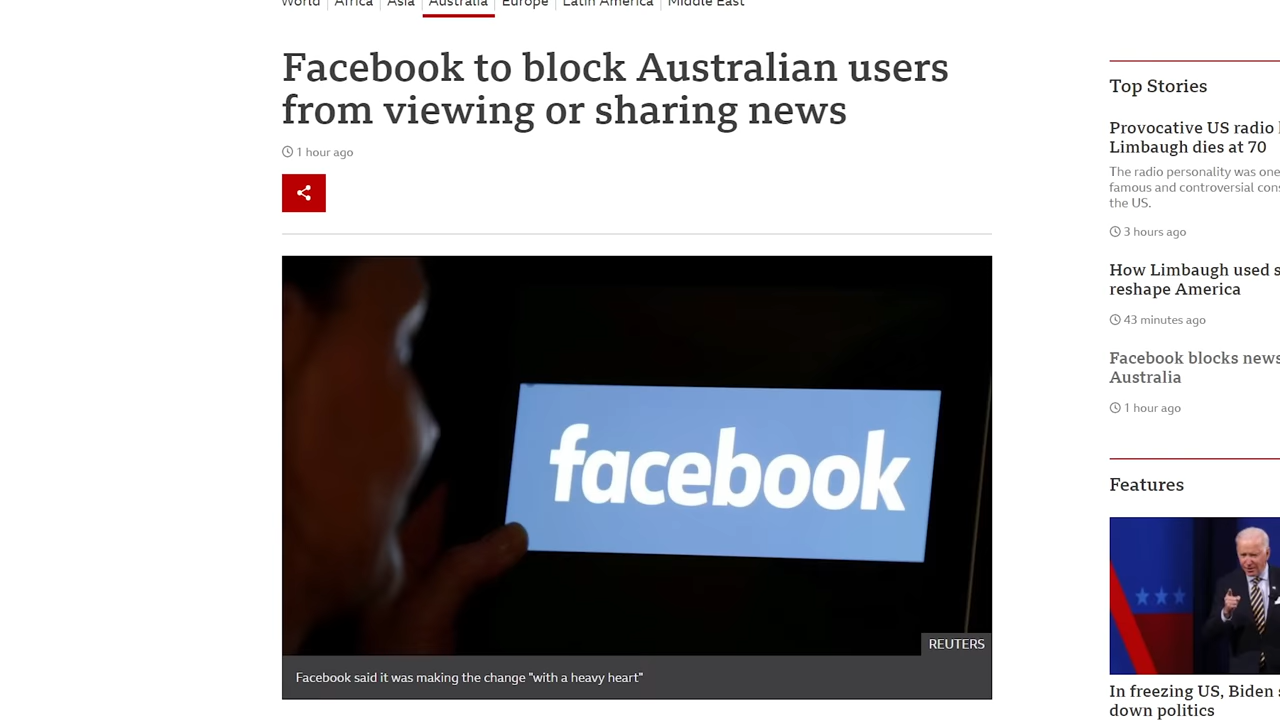 World Africa Asia Australia Europe Latin America Middle East
Facebook to block Australian users
from viewing or sharing news
1 hour ago
facebook
REUTERS
Facebook said it was making the change "with a heavy heart"
Top Stories
Provocative US radio
Limbaugh dies at 70
The radio personality was one
famous and controversial
the US.
3 hours ago
How Limbaugh used
reshape America
43 minutes ago
Facebook blocks news
Australia
1 hour ago
Features
In freezing US, Biden
down politics